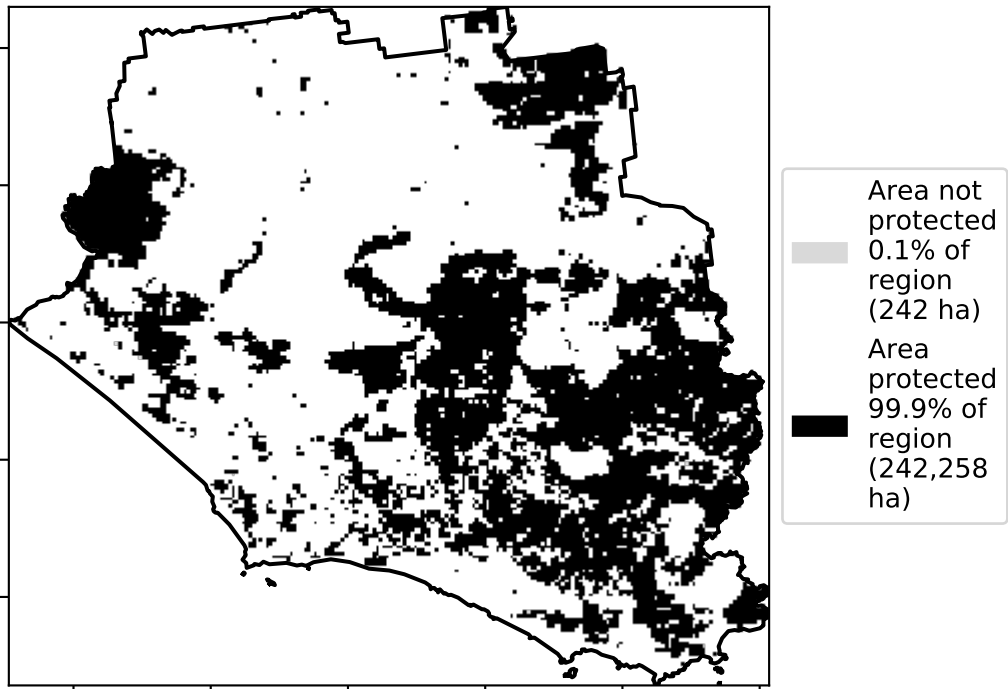 Area not
protected
0.1% of
region
(242 ha)
Area
protected
99.9% of
region
(242,258
ha)